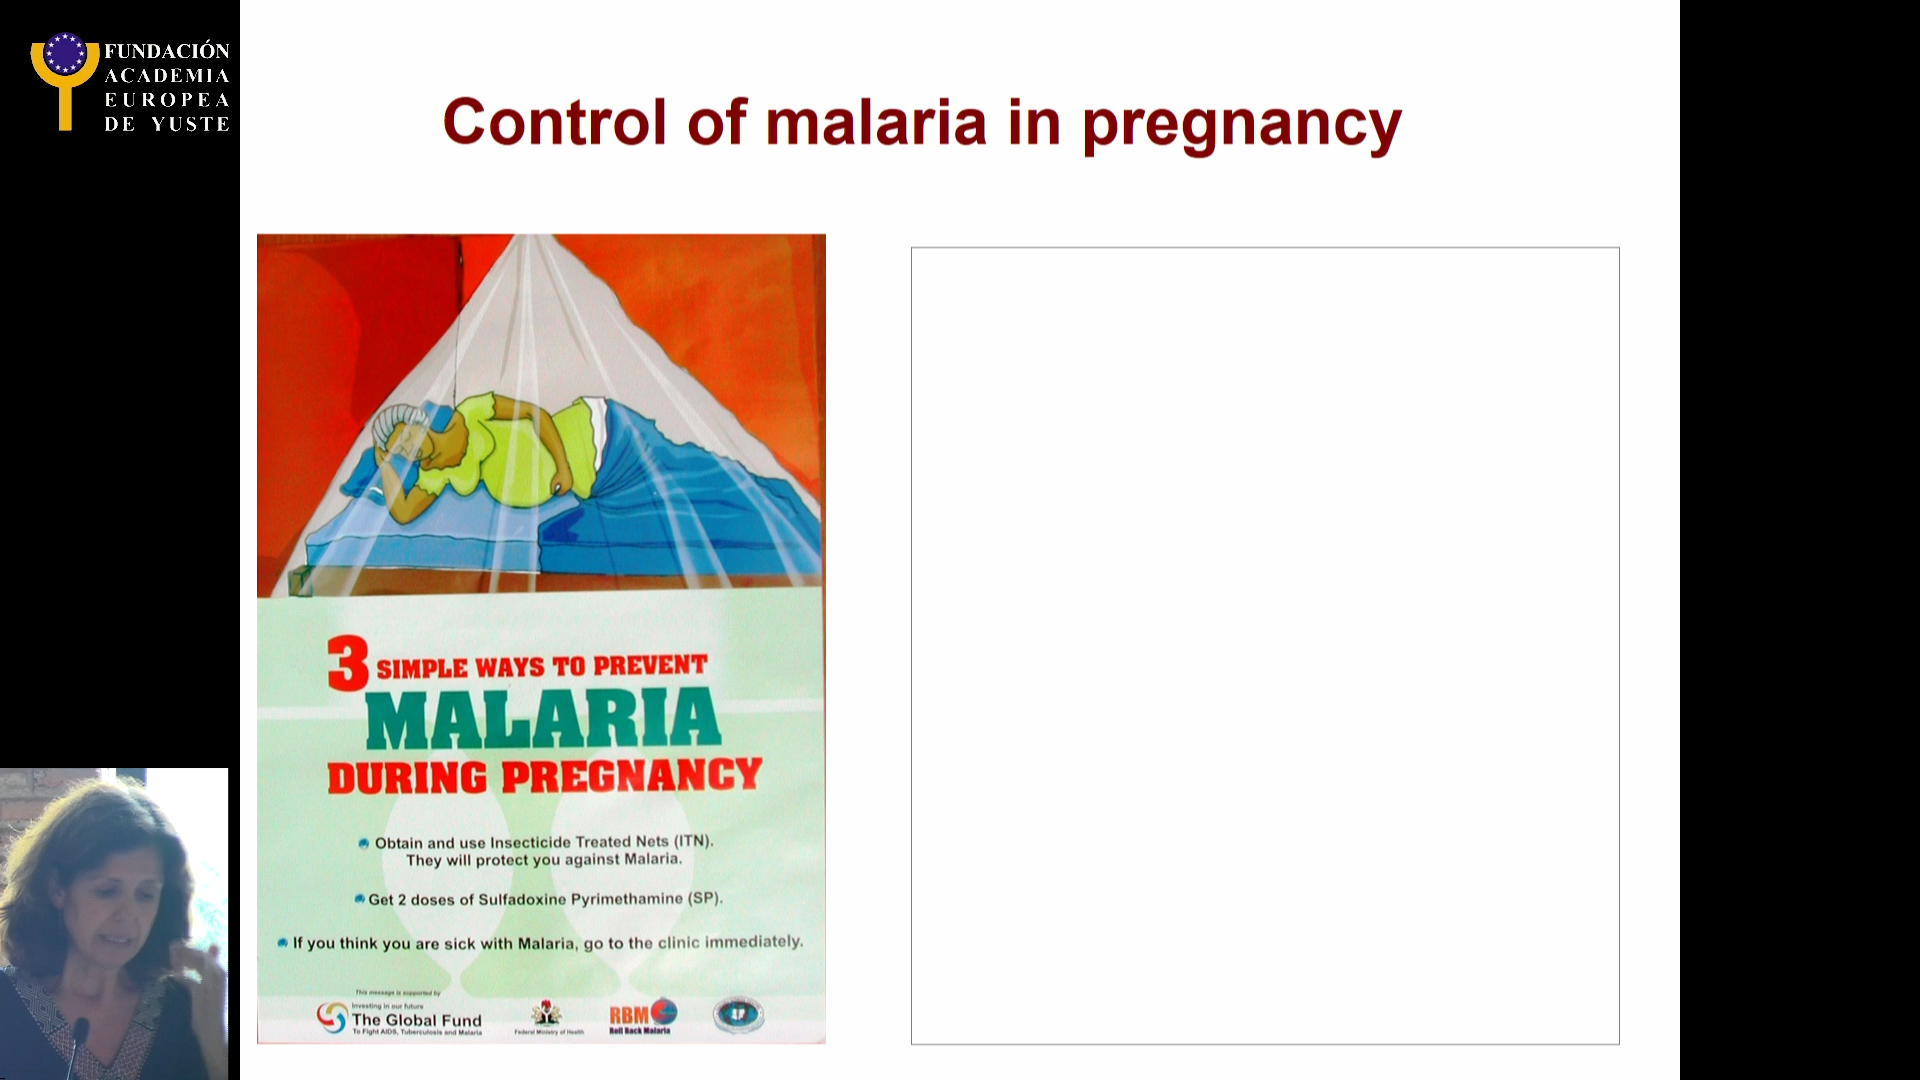 FUNDACIÓN
ACADEMIA
EUROPEA
DE YUSTE
Control of malaria in pregnancy
3 SIMPLE WAYS TO PREVENT
MALARIA
DURING PREGNANCY
Obtain and use Insecticide Treated Nets (ITN).
They will protect you against Malaria.
Get 2 doses of Sulfadoxine Pyrimethamine (SP).
If you think you are sick with Malaria, go to the clinic immediately.
This message is supported by
Investing in our future
The Global Fund
To Fight AIDS, Tuberculosis and Malaria
Federal Ministry of Health
RBM
Roll Back Malaria